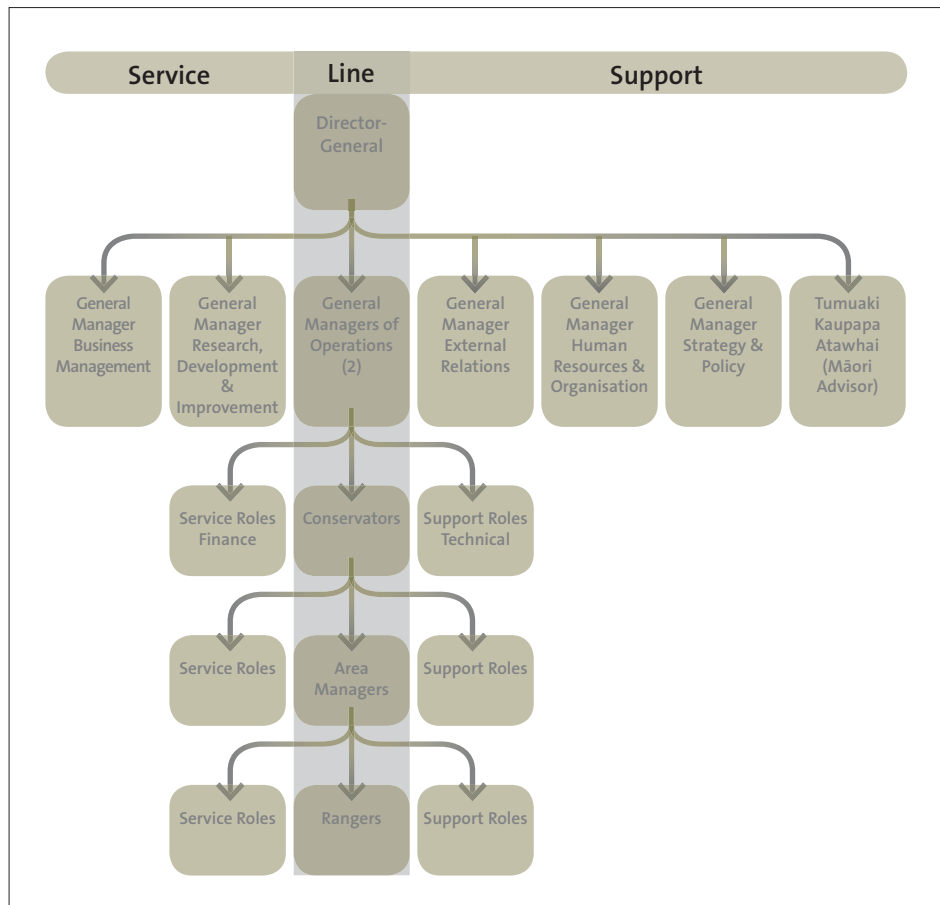 Service Line Support
Director-
General
General
Manager
Business
Management
General
Manager
Research,
Development
&
Improvement
General
Managers of
Operations
(2)
General
Manager
External
Relations
General
Manager
Human
Resources &
Organisation
General
Manager
Strategy &
Policy
Tumuaki
Kaupapa
Atawhai
(Māori
Advisor)
Service Roles
Finance
Conservators
Support Roles
Technical
Service Roles
Area
Managers
Support Roles
Service Roles
Rangers
Support Roles